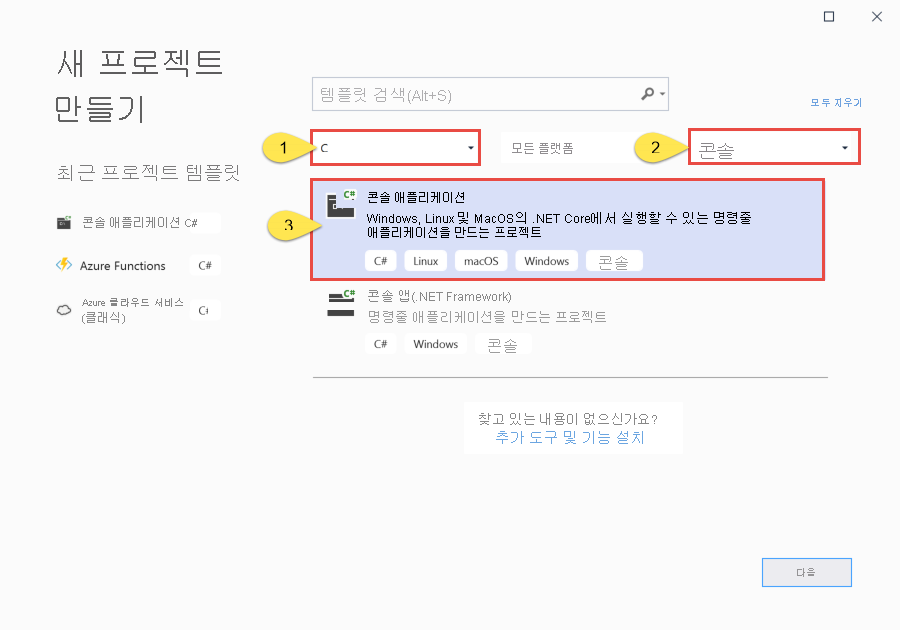 새 프로젝트
만들기
템플릿 검색(Alt+S)
모두 지우기
1
C
모든 플랫폼
2
콘솔
최근 프로젝트 템플릿
콘솔 애플리케이션 C#
Azure Functions C#
Azure 클라우드 서비스
(클래식)
3
콘솔 애플리케이션
Windows, Linux 및 MacOS의 .NET Core에서 실행할 수 있는 명령줄
애플리케이션을 만드는 프로젝트
C# Linux macOS Windows 콘솔
콘솔 앱(.NET Framework)
명령줄 애플리케이션을 만드는 프로젝트
C# Windows 콘솔
찾고 있는 내용이 없으신가요?
추가 도구 및 기능 설치
다음